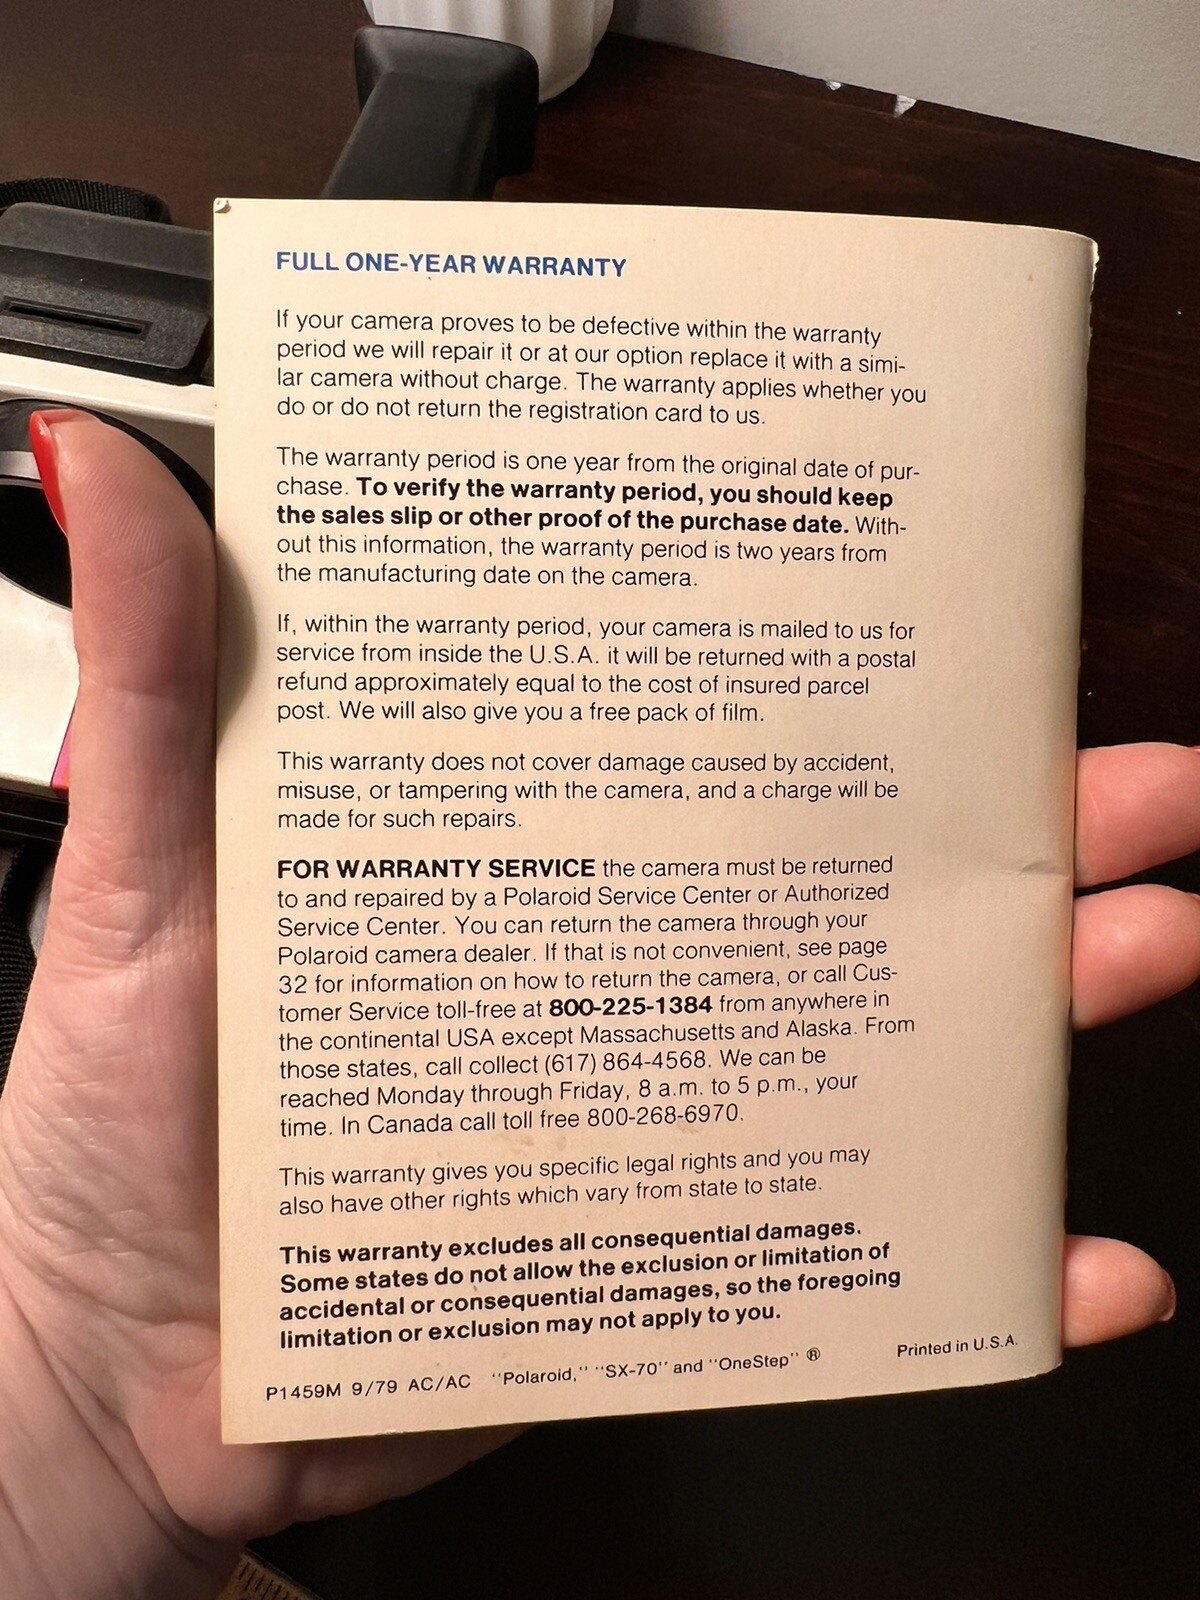 FULL ONE-YEAR WARRANTY
If your camera proves to be defective within the warranty
period we will repair it or at our option replace it with a simi-
lar camera without charge. The warranty applies whether you
do or do not return the registration card to us.
The warranty period is one year from the original date of pur-
chase. To verify the warranty period, you should keep
the sales slip or other proof of the purchase date. With-
out this information, the warranty period is two years from
the manufacturing date on the camera.
If, within the warranty period, your camera is mailed to us for
service from inside the U.S.A. it will be returned with a postal
refund approximately equal to the cost of insured parcel
post. We will also give you a free pack of film.
This warranty does not cover damage caused by accident,
misuse, or tampering with the camera, and a charge will be
made for such repairs.
FOR WARRANTY SERVICE the camera must be returned
to and repaired by a Polaroid Service Center or Authorized
Service Center. You can return the camera through your
Polaroid camera dealer. If that is not convenient, see page
32 for information on how to return the camera, or call Cus-
tomer Service toll-free at 800-225-1384 from anywhere in
the continental USA except Massachusetts and Alaska. From
those states, call collect (617) 864-4568. We can be
reached Monday through Friday, 8 a.m. to 5 p.m., your
time. In Canada call toll free 800-268-6970.
This warranty gives you specific legal rights and you may
also have other rights which vary from state to state.
This warranty excludes all consequential damages.
Some states do not allow the exclusion or limitation of
accidental or consequential damages, so the foregoing
limitation or exclusion may not apply to you.
P1459M 9/79 AC/AC "Polaroid," "SX-70" and "OneStep" ® Printed in U.S.A.